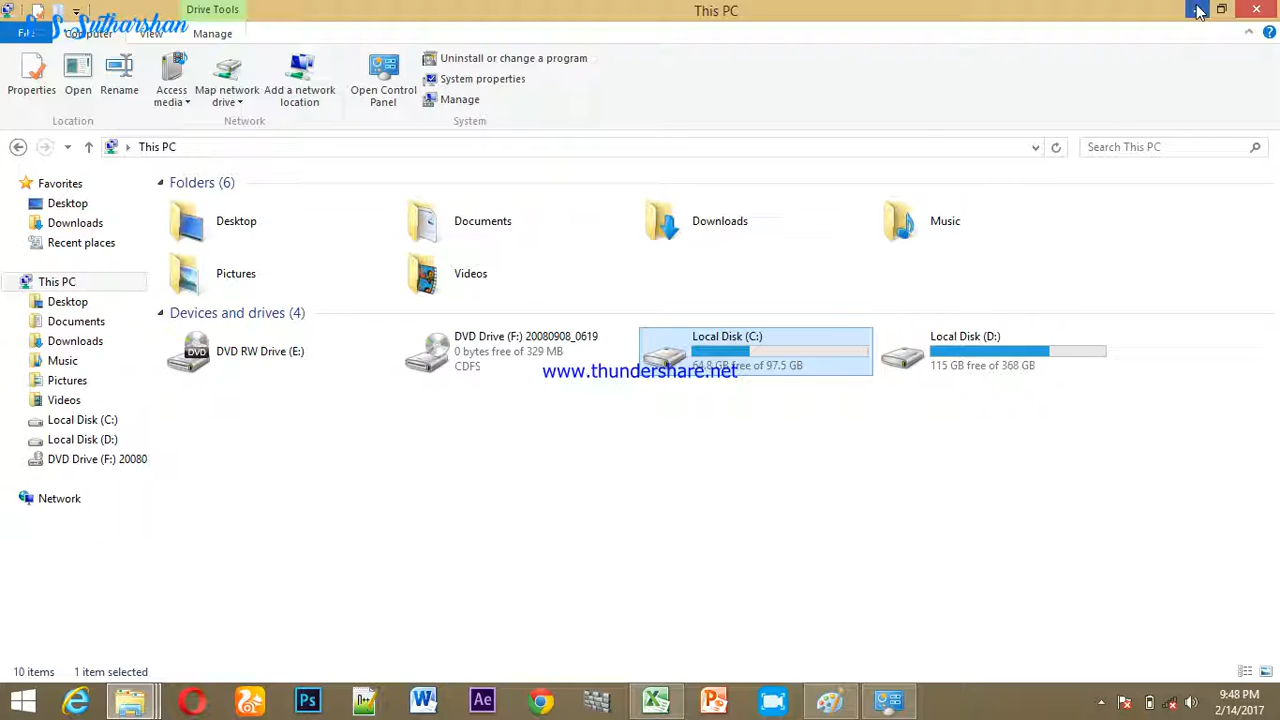 Drive Tools
This PC
S.S.Sutharshan
File
Computer
View
Manage
Properties
Open
Rename
Access media
Map network drive
Add a network location
Open Control Panel
Uninstall or change a program
System properties
Manage
Location
Network
System
This PC
Search This PC
Favorites
Desktop
Downloads
Recent places
This PC
Desktop
Documents
Downloads
Music
Pictures
Videos
Local Disk (C:)
Local Disk (D:)
DVD Drive (F:) 20080
Network
Folders (6)
Desktop
Documents
Downloads
Music
Pictures
Videos
Devices and drives (4)
DVD RW Drive (E:)
DVD Drive (F:) 20080908_0619
0 bytes free of 329 MB
CDFS
Local Disk (C:)
64.8 GB free of 97.5 GB
Local Disk (D:)
115 GB free of 368 GB
www.thundershare.net
10 items
1 item selected
9:48 PM
2/14/2017